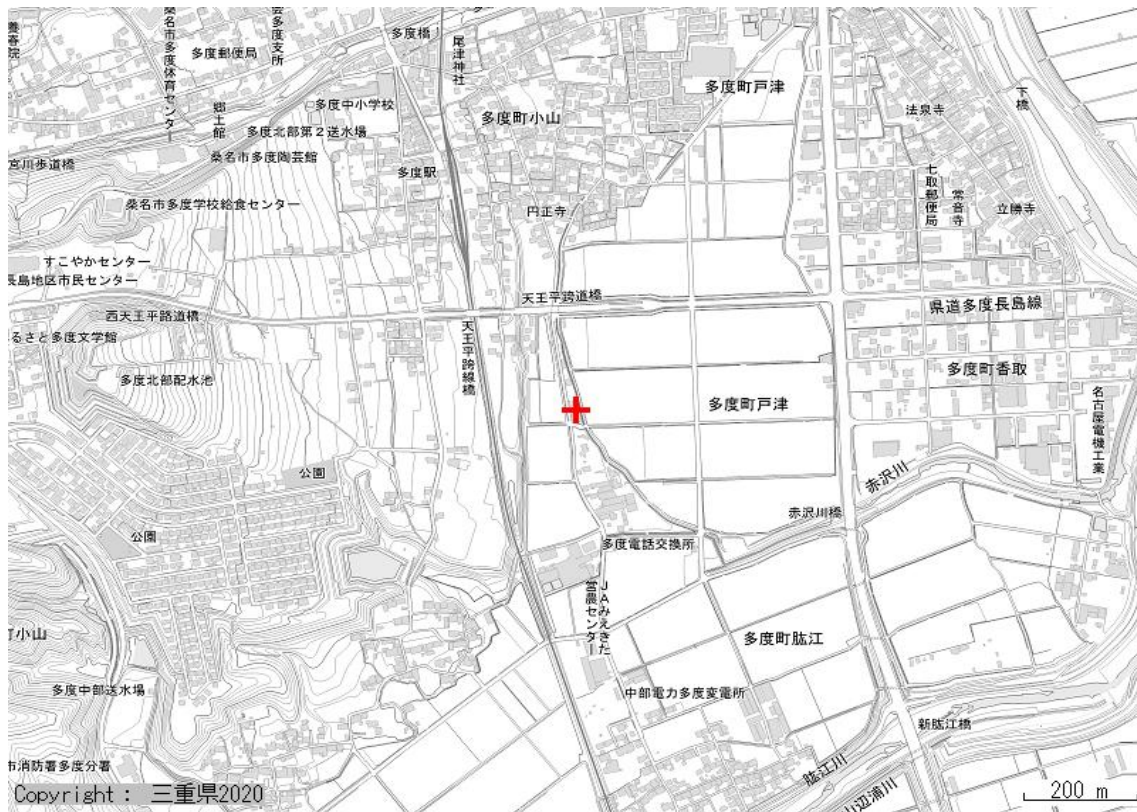 養春院
桑名市多度体育センター
多度郵便局
多度橋
尾津神社
多度町小山
多度町戸津
法泉寺
下橋
郷土館
多度中小学校
多度北部第2送水場
宮川歩道橋
桑名市多度陶芸館
多度駅
七取郵便局
常音寺
立勝寺
桑名市多度学校給食センター
円正寺
すこやかセンター
長島地区市民センター
天王平跨道橋
県道多度長島線
西天王平路道橋
るさと多度文学館
天王平跨線橋
多度北部配水池
多度町香取
多度町戸津
名古屋電機工業
公園
赤沢川
赤沢川橋
公園
多度電話交換所
JAみえきた
営農センター
町小山
多度町肱江
多度中部送水場
中部電力多度変電所
新肱江橋
市消防署多度分署
肱江川
山辺浦川
Copyright : 三重県2020
200 m